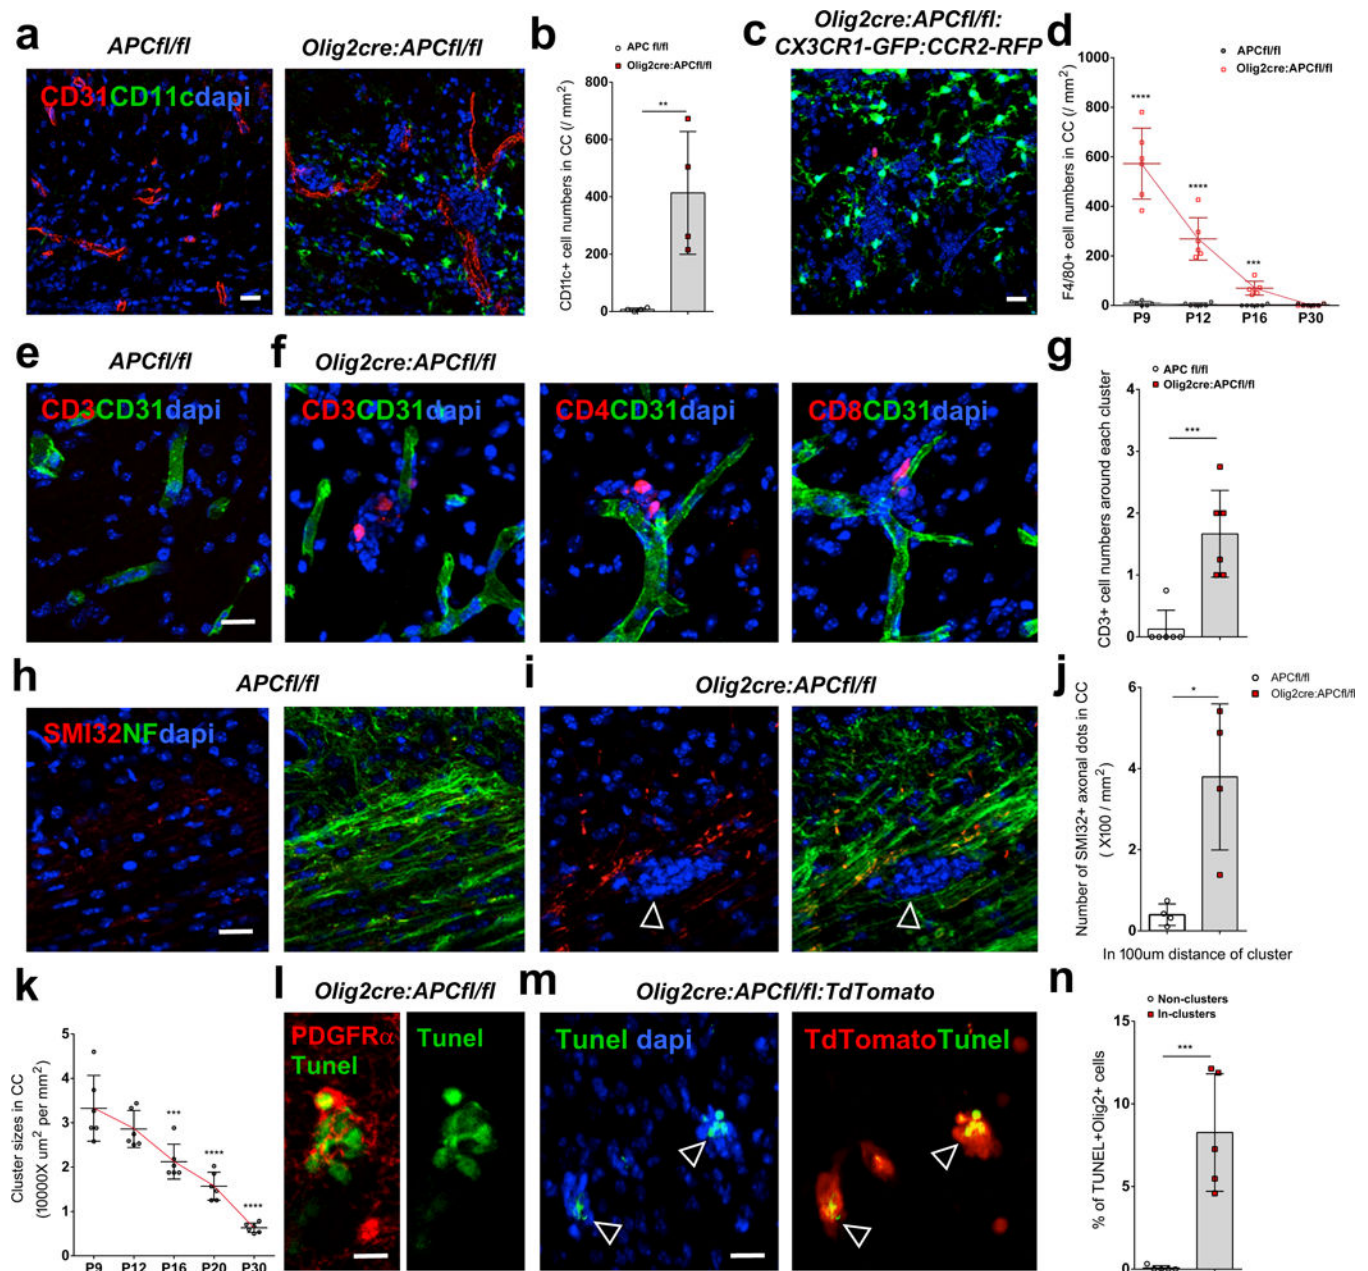 a
APCfl/fl
Olig2cre:APCfl/fl
CD31CD11cdapi
b
APC fl/fl
Olig2cre:APCfl/fl
CD11c+ cell numbers in CC (/ mm2)
800
600
400
200
0
**
c
Olig2cre:APCfl/fl:
CX3CR1-GFP:CCR2-RFP
d
APCfl/fl
Olig2cre:APCfl/fl
F4/80+ cell numbers in CC (/ mm2)
1000
800
600
400
200
0
****
****
***
P9 P12 P16 P30
e
APCfl/fl
CD3CD31dapi
f
Olig2cre:APCfl/fl
CD3CD31dapi
CD4CD31dapi
CD8CD31dapi
g
APC fl/fl
Olig2cre:APCfl/fl
CD3+ cell numbers around each cluster
4
3
2
1
0
***
h
APCfl/fl
SMI32NFdapi
i
Olig2cre:APCfl/fl
j
APCfl/fl
Olig2cre:APCfl/fl
Number of SMI32+ axonal dots in CC
( X100 / mm2)
6
4
2
0
*
In 100um distance of cluster
k
Cluster sizes in CC
(10000X um2 per mm2)
5
4
3
2
1
0
***
****
****
P9 P12 P16 P20 P30
l
Olig2cre:APCfl/fl
PDGFRα
Tunel
Tunel
m
Olig2cre:APCfl/fl:TdTomato
Tunel dapi
TdTomatoTunel
n
Non-clusters
In-clusters
% of TUNEL+Olig2+ cells
15
10
5
0
***